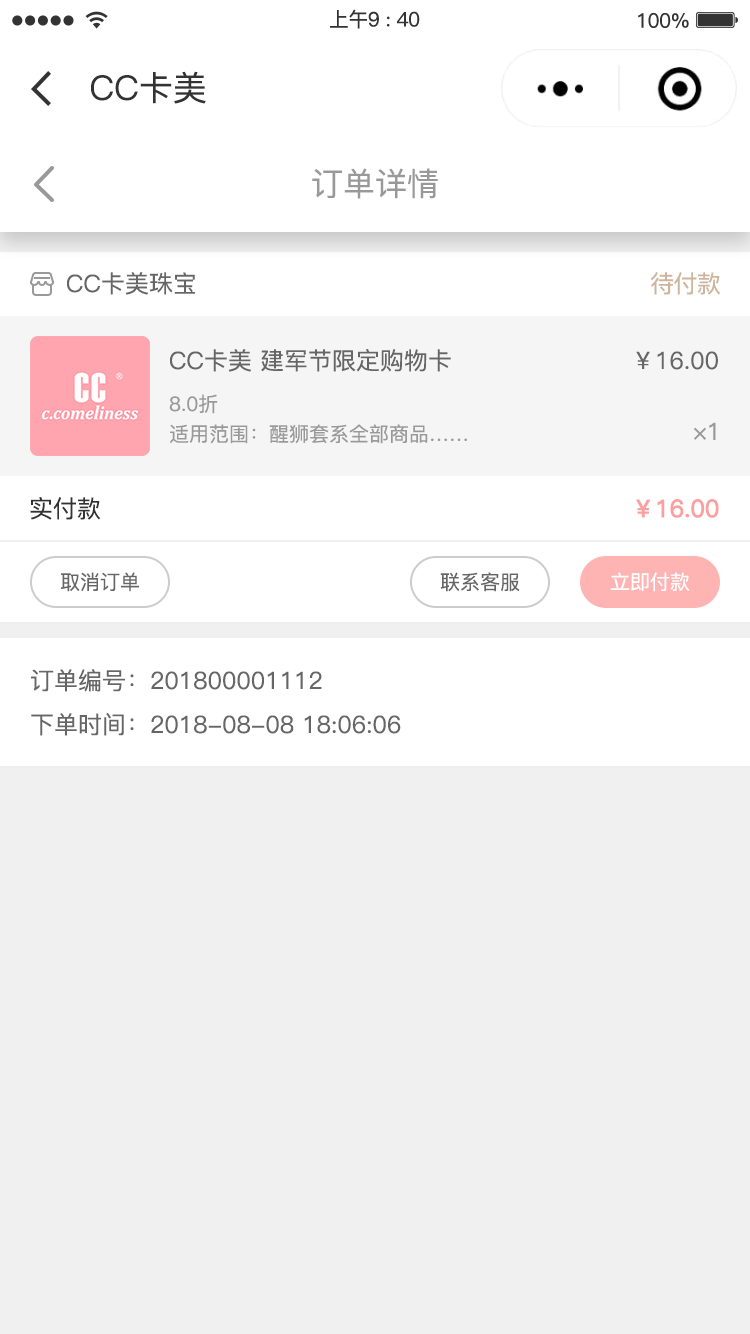 上午9 : 40
100%
CC卡美
订单详情
CC卡美珠宝 待付款
CC ®
c.comeliness
CC卡美 建军节限定购物卡 ¥ 16.00
8.0折
适用范围：醒狮套系全部商品…… ×1
实付款 ¥ 16.00
取消订单 联系客服 立即付款
订单编号：201800001112
下单时间：2018–08–08 18:06:06